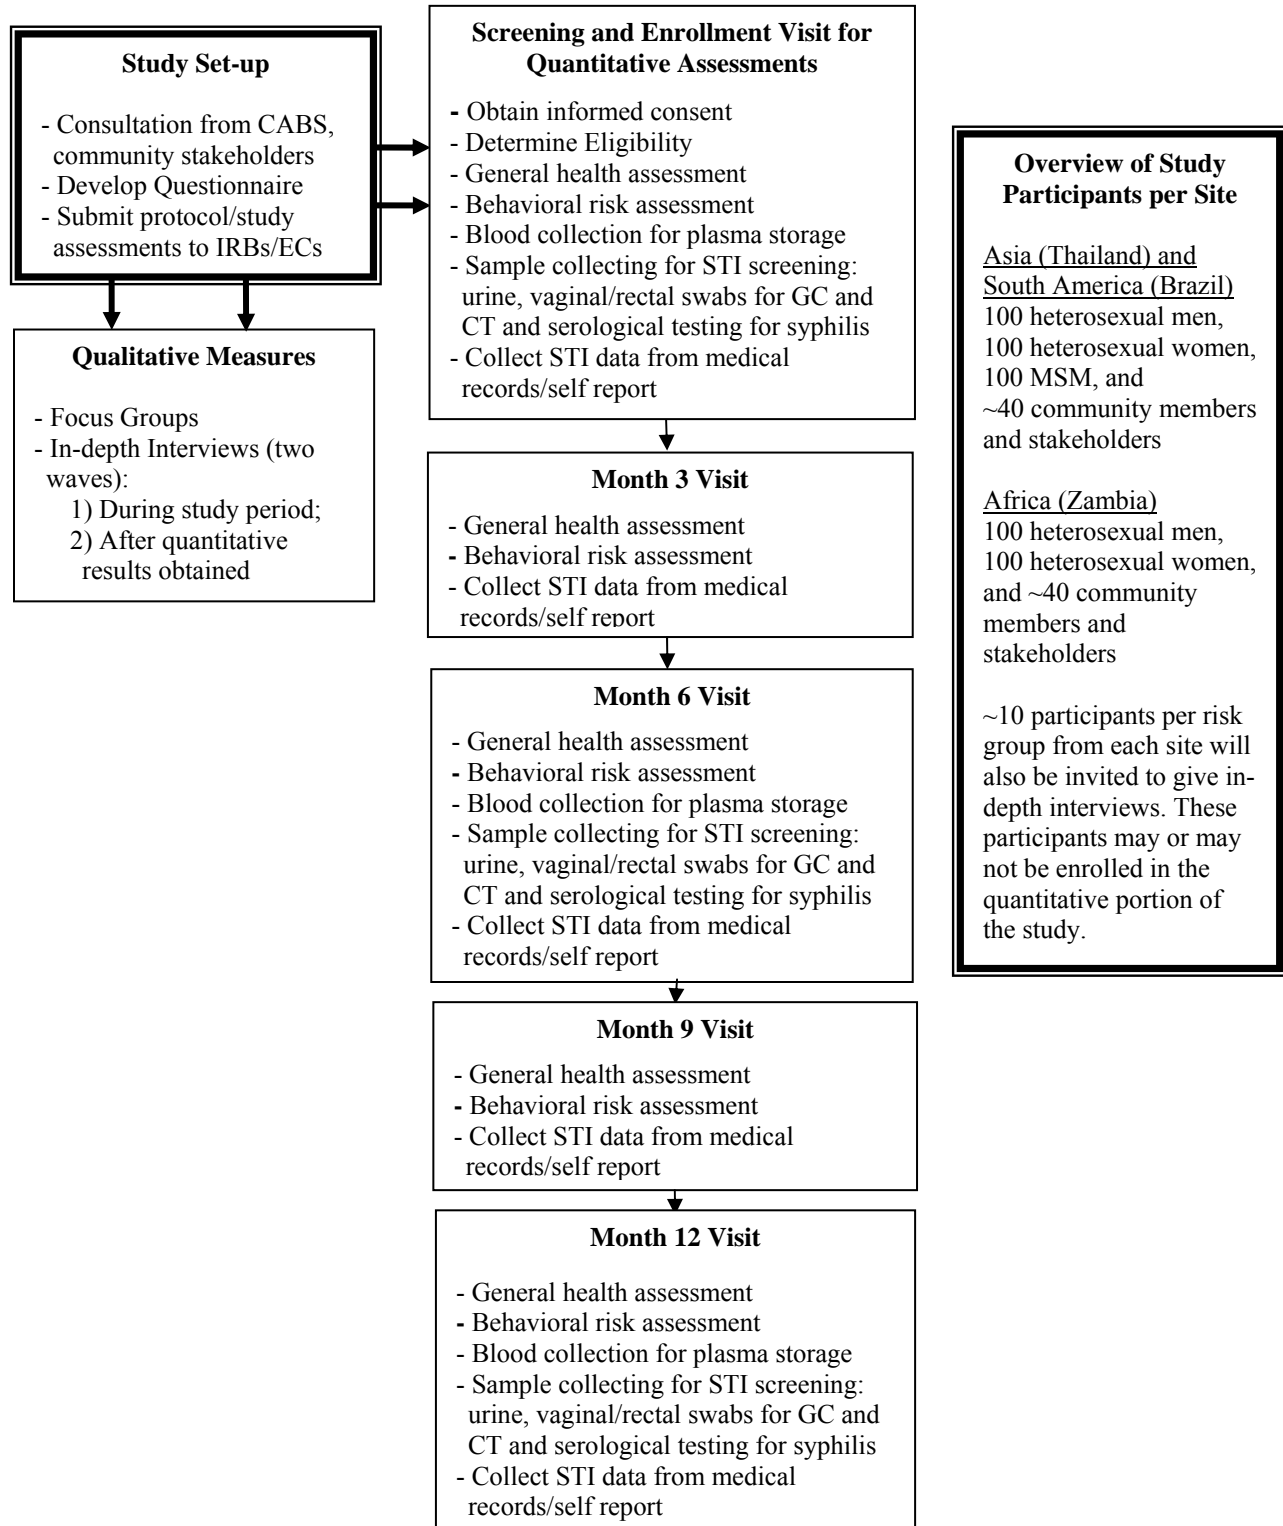 Study Set-up
- Consultation from CABS,
community stakeholders
- Develop Questionnaire
- Submit protocol/study
assessments to IRBs/ECs
Qualitative Measures
- Focus Groups
- In-depth Interviews (two
waves):
1) During study period;
2) After quantitative
results obtained
Screening and Enrollment Visit for
Quantitative Assessments
- Obtain informed consent
- Determine Eligibility
- General health assessment
- Behavioral risk assessment
- Blood collection for plasma storage
- Sample collecting for STI screening:
urine, vaginal/rectal swabs for GC and
CT and serological testing for syphilis
- Collect STI data from medical
records/self report
Month 3 Visit
- General health assessment
- Behavioral risk assessment
- Collect STI data from medical
records/self report
Month 6 Visit
- General health assessment
- Behavioral risk assessment
- Blood collection for plasma storage
- Sample collecting for STI screening:
urine, vaginal/rectal swabs for GC and
CT and serological testing for syphilis
- Collect STI data from medical
records/self report
Month 9 Visit
- General health assessment
- Behavioral risk assessment
- Collect STI data from medical
records/self report
Month 12 Visit
- General health assessment
- Behavioral risk assessment
- Blood collection for plasma storage
- Sample collecting for STI screening:
urine, vaginal/rectal swabs for GC and
CT and serological testing for syphilis
- Collect STI data from medical
records/self report
Overview of Study
Participants per Site
Asia (Thailand) and
South America (Brazil)
100 heterosexual men,
100 heterosexual women,
100 MSM, and
~40 community members
and stakeholders
Africa (Zambia)
100 heterosexual men,
100 heterosexual women,
and ~40 community
members and
stakeholders
~10 participants per risk
group from each site will
also be invited to give in-
depth interviews. These
participants may or may
not be enrolled in the
quantitative portion of
the study.